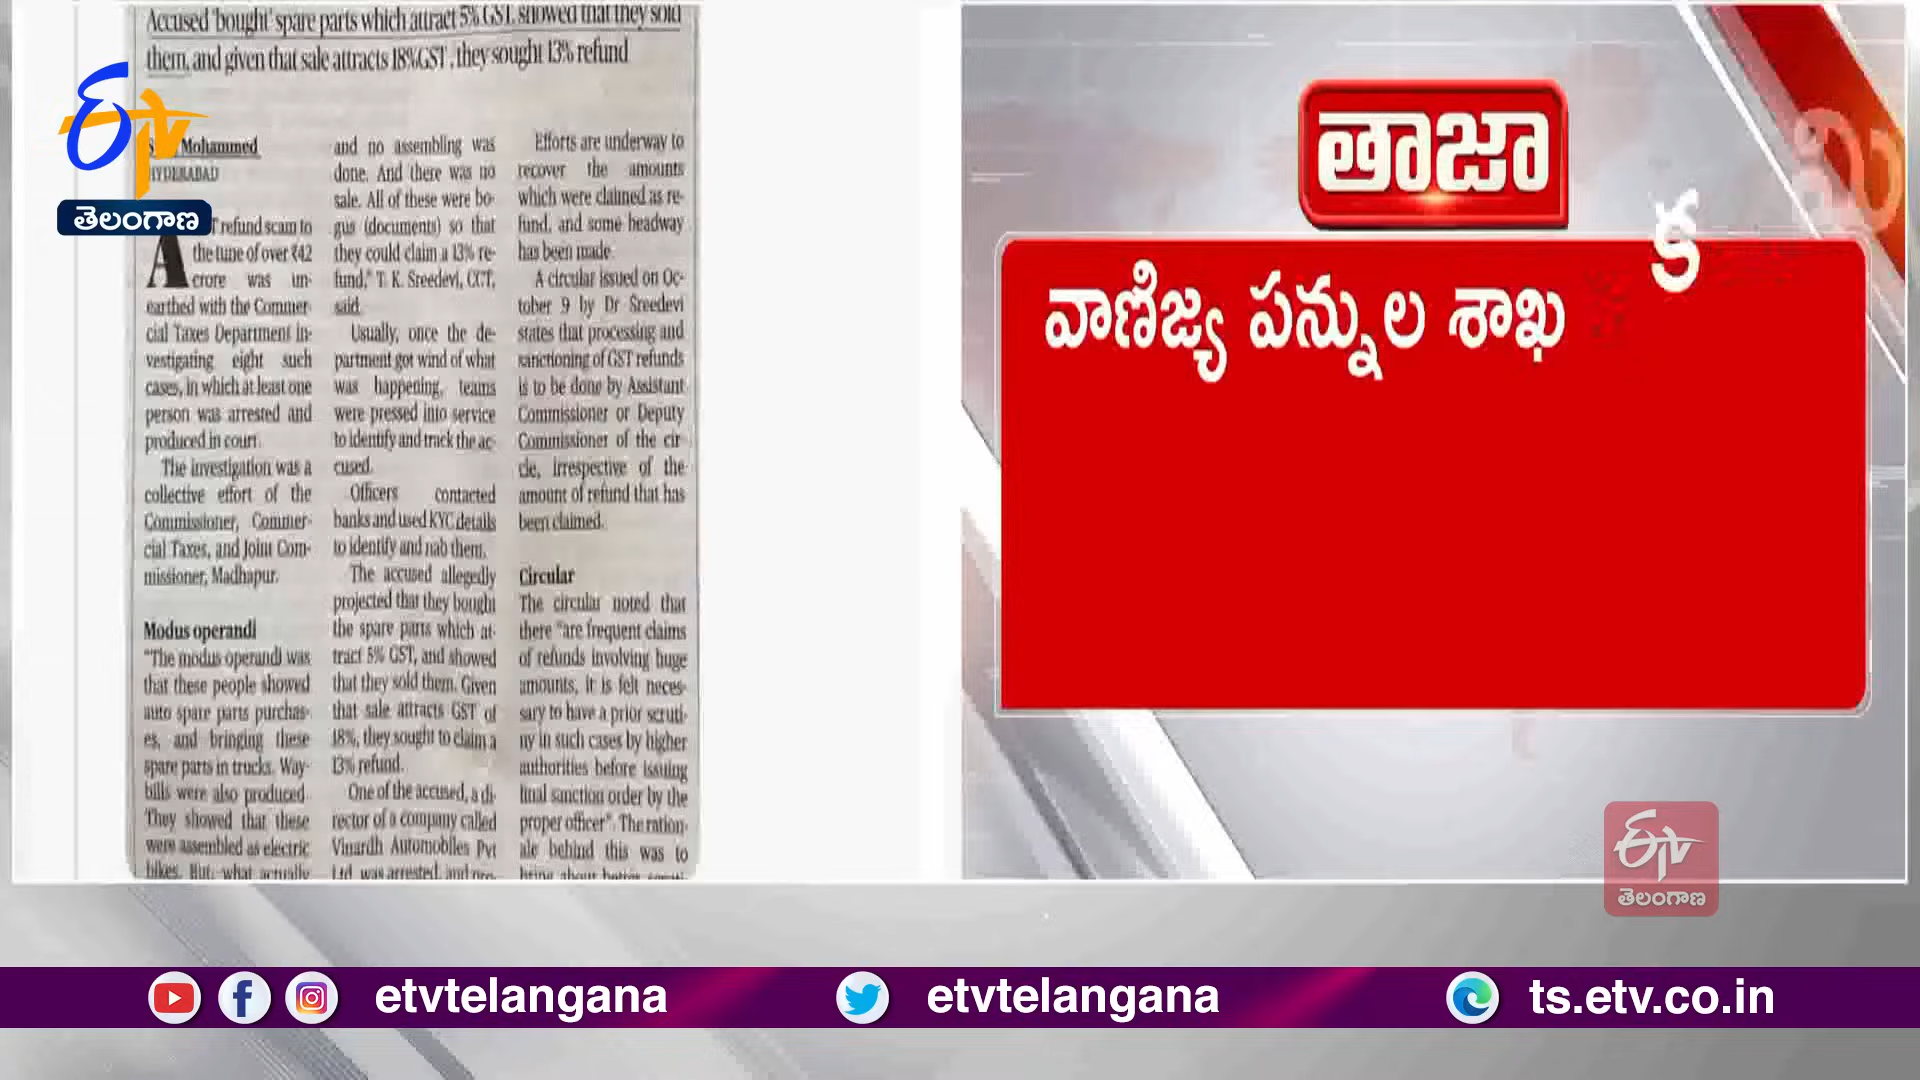 Accused 'bought' spare parts which attract 5% GST, showed that they sold
them, and given that sale attracts 18%GST, they sought 13% refund
Mohammed
HYDERABAD
refund scam to
the tune of over ₹42
crore was un-
earthed with the Commer-
cial Taxes Department in-
vestigating eight such
cases, in which at least one
person was arrested and
produced in court.
The investigation was a
collective effort of the
Commissioner, Commer-
cial Taxes, and Joint Com-
missioner, Madhapur.
Modus operandi
"The modus operandi was
that these people showed
auto spare parts purchas-
es, and bringing these
spare parts in trucks. Way-
bills were also produced.
They showed that these
were assembled as electric
bikes. But, what actually
and no assembling was
done. And there was no
sale. All of these were bo-
gus (documents) so that
they could claim a 13% re-
fund," T. K. Sreedevi, CCT,
said.
Usually, once the de-
partment got wind of what
was happening, teams
were pressed into service
to identify and track the ac-
cused.
Officers contacted
banks and used KYC details
to identify and nab them.
The accused allegedly
projected that they bought
the spare parts which at-
tract 5% GST, and showed
that they sold them. Given
that sale attracts GST of
18%, they sought to claim a
13% refund.
One of the accused, a di-
rector of a company called
Vinardh Automobiles Pvt
Ltd, was arrested, and pro-
Efforts are underway to
recover the amounts
which were claimed as re-
fund, and some headway
has been made.
A circular issued on Oc-
tober 9 by Dr Sreedevi
states that processing and
sanctioning of GST refunds
is to be done by Assistant
Commissioner or Deputy
Commissioner of the cir-
cle, irrespective of the
amount of refund that has
been claimed.
Circular
The circular noted that
there "are frequent claims
of refunds involving huge
amounts, it is felt neces-
sary to have a prior scruti-
ny in such cases by higher
authorities before issuing
final sanction order by the
proper officer". The ration-
ale behind this was to
తెలంగాణ
తాజా
వాణిజ్య పన్నుల శాఖ
క
etv
తెలంగాణ
etvtelangana
etvtelangana
ts.etv.co.in